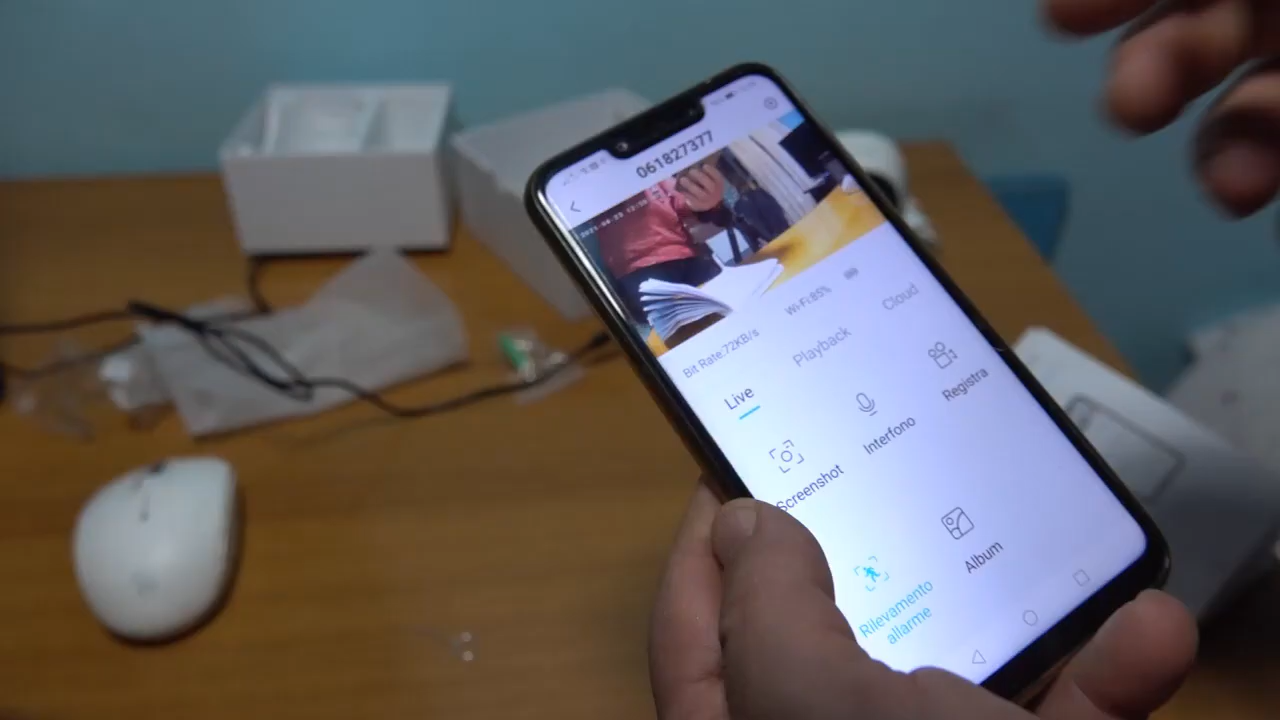 061827377
Bit Rate:72KB/s
Wi-Fi:85%
Live
Playback
Cloud
Screenshot
Interfono
Registra
Rilevamento
allarme
Album